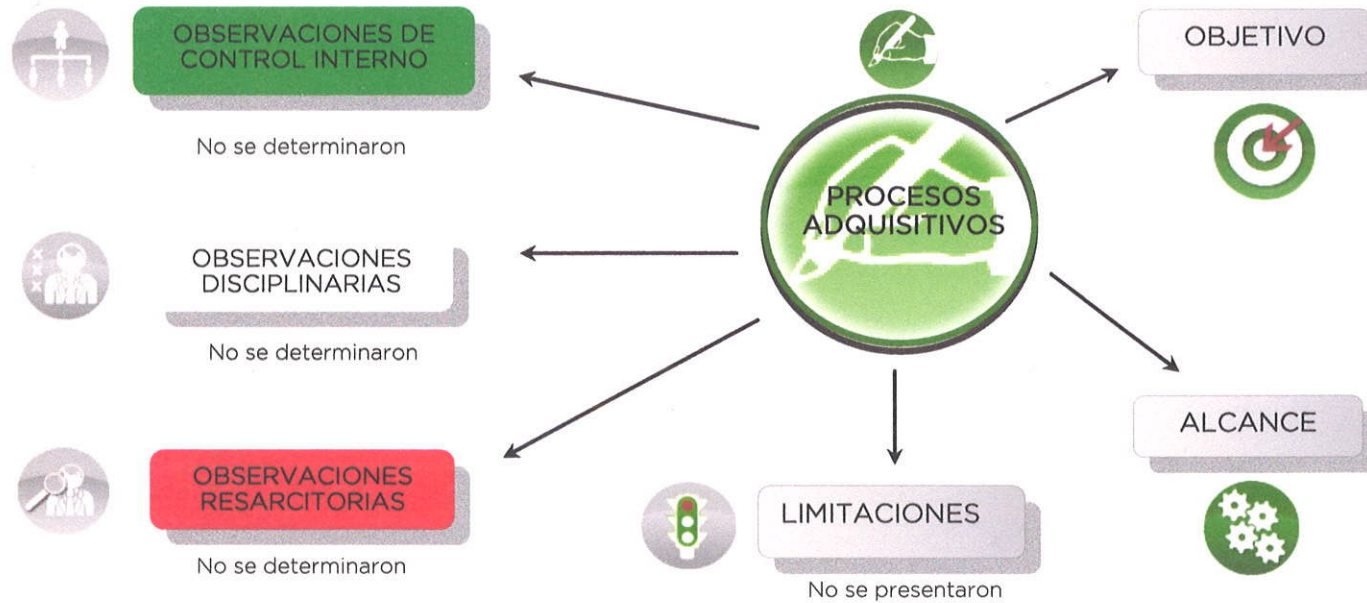 OBSERVACIONES DE
CONTROL INTERNO
No se determinaron
OBSERVACIONES
DISCIPLINARIAS
No se determinaron
OBSERVACIONES
RESARCITORIAS
No se determinaron
PROCESOS
ADQUISITIVOS
OBJETIVO
ALCANCE
LIMITACIONES
No se presentaron